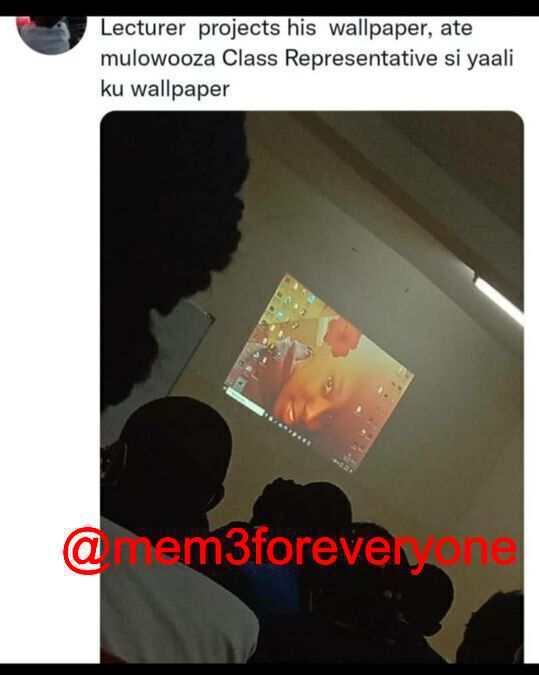 Lecturer projects his wallpaper, ate
mulowooza Class Representative si yaali
ku wallpaper
@mem3foreveryone